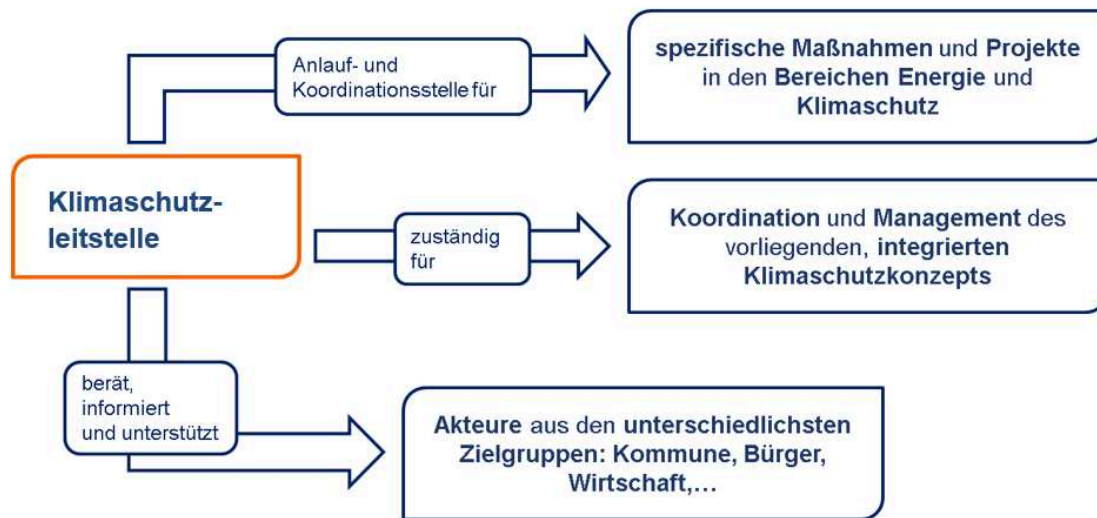 Anlauf- und
Koordinationsstelle für
spezifische Maßnahmen und Projekte
in den Bereichen Energie und
Klimaschutz
Klimaschutz-
leitstelle
zuständig
für
Koordination und Management des
vorliegenden, integrierten
Klimaschutzkonzepts
berät,
informiert
und unterstützt
Akteure aus den unterschiedlichsten
Zielgruppen: Kommune, Bürger,
Wirtschaft,…